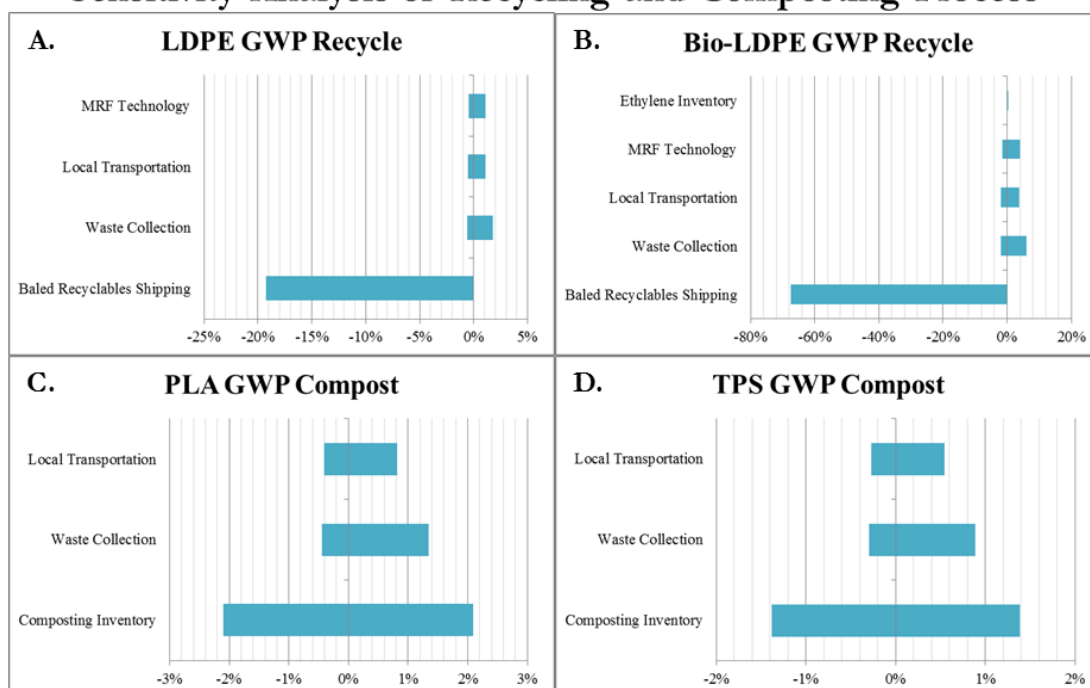 A. LDPE GWP Recycle
MRF Technology
Local Transportation
Waste Collection
Baled Recyclables Shipping
-25% -20% -15% -10% -5% 0% 5%
B. Bio-LDPE GWP Recycle
Ethylene Inventory
MRF Technology
Local Transportation
Waste Collection
Baled Recyclables Shipping
-80% -60% -40% -20% 0% 20%
C. PLA GWP Compost
Local Transportation
Waste Collection
Composting Inventory
-3% -2% -1% 0% 1% 2% 3%
D. TPS GWP Compost
Local Transportation
Waste Collection
Composting Inventory
-2% -1% 0% 1% 2%